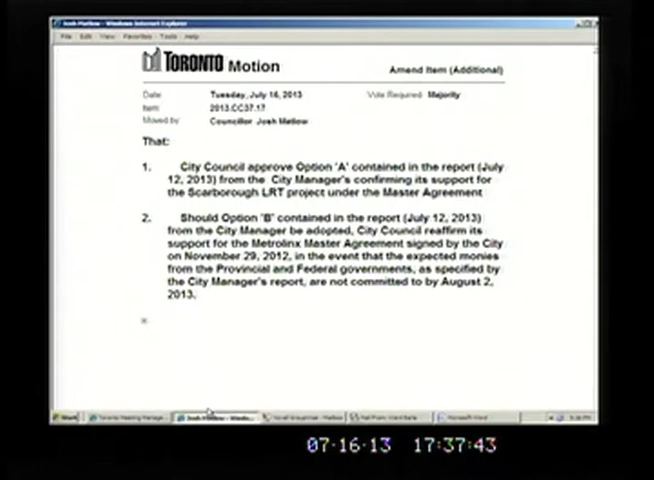 Josh Matlow - Windows Internet Explorer
File Edit View Favorites Tools Help
TORONTO Motion
Amend Item (Additional)
Date: Tuesday, July 16, 2013 Vote Required: Majority
Item: 2013.CC37.17
Moved by: Councillor Josh Matlow
That:
1. City Council approve Option 'A' contained in the report (July
12, 2013) from the City Manager's confirming its support for
the Scarborough LRT project under the Master Agreement
2. Should Option 'B' contained in the report (July 12, 2013)
from the City Manager be adopted, City Council reaffirm its
support for the Metrolinx Master Agreement signed by the City
on November 29, 2012, in the event that the expected monies
from the Provincial and Federal governments, as specified by
the City Manager's report, are not committed to by August 2,
2013.
Start
07-16-13 17:37:43